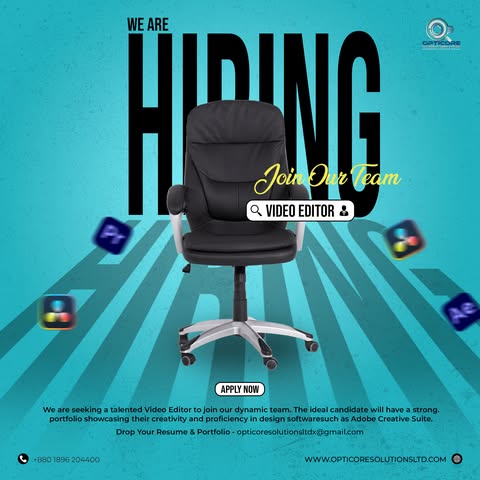 WE ARE
HIRING
OPTICORE
Join Our Team
VIDEO EDITOR
Pr
Ae
APPLY NOW
We are seeking a talented Video Editor to join our dynamic team. The ideal candidate will have a strong.
portfolio showcasing their creativity and proficiency in design softwaresuch as Adobe Creative Suite.
Drop Your Resume & Portfolio - opticoresolutionsltdx@gmail.com
+880 1896 204400
WWW.OPTICORESOLUTIONSLTD.COM